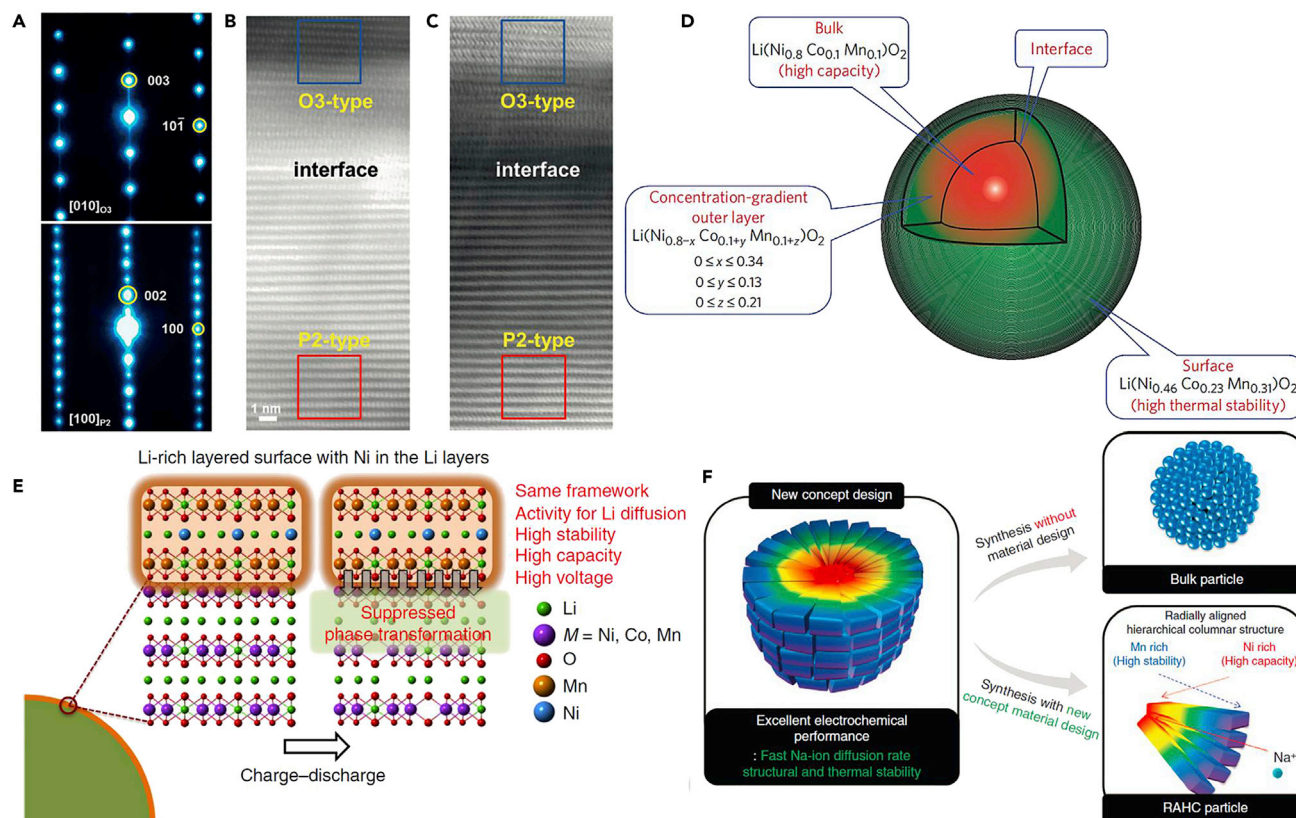 A
003
101̄
[010]O3
002
100
[100]P2
B
O3-type
interface
P2-type
1 nm
C
O3-type
interface
P2-type
D
Bulk
Li(Ni0.8 Co0.1 Mn0.1)O2
(high capacity)
Interface
Concentration-gradient
outer layer
Li(Ni0.8−x Co0.1+y Mn0.1+z)O2
0 ≤ x ≤ 0.34
0 ≤ y ≤ 0.13
0 ≤ z ≤ 0.21
Surface
Li(Ni0.46 Co0.23 Mn0.31)O2
(high thermal stability)
E
Li-rich layered surface with Ni in the Li layers
Same framework
Activity for Li diffusion
High stability
High capacity
High voltage
Suppressed
phase transformation
Li
M = Ni, Co, Mn
O
Mn
Ni
Charge–discharge
F
New concept design
Excellent electrochemical
performance
: Fast Na-ion diffusion rate
structural and thermal stability
Synthesis without
material design
Synthesis with new
concept material design
Bulk particle
Radially aligned
hierarchical columnar structure
Mn rich
(High stability)
Ni rich
(High capacity)
Na+
RAHC particle